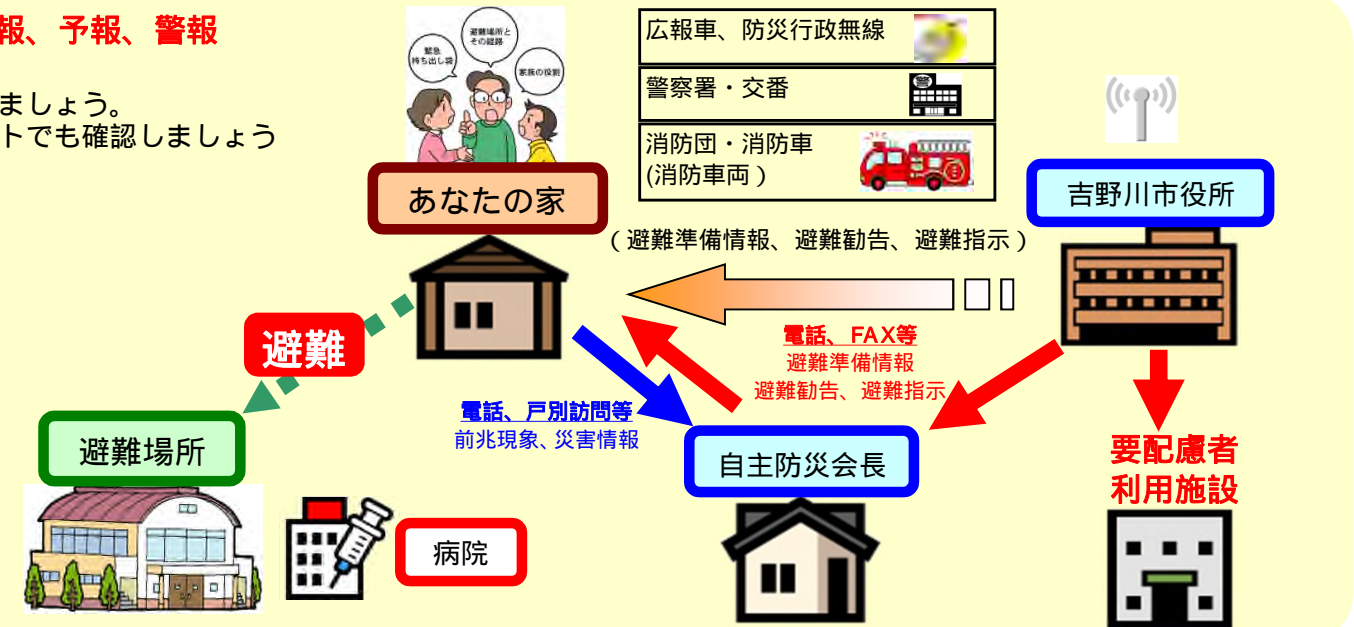 報、予報、警報
ましょう。
トでも確認しましょう
緊急
持ち出し袋
避難場所と
その経路
家族の役割
あなたの家
広報車、防災行政無線
警察署・交番
消防団・消防車
(消防車両)
吉野川市役所
(避難準備情報、避難勧告、避難指示)
避難
電話、FAX等
避難準備情報
避難勧告、避難指示
電話、戸別訪問等
前兆現象、災害情報
避難場所
自主防災会長
要配慮者
利用施設
病院